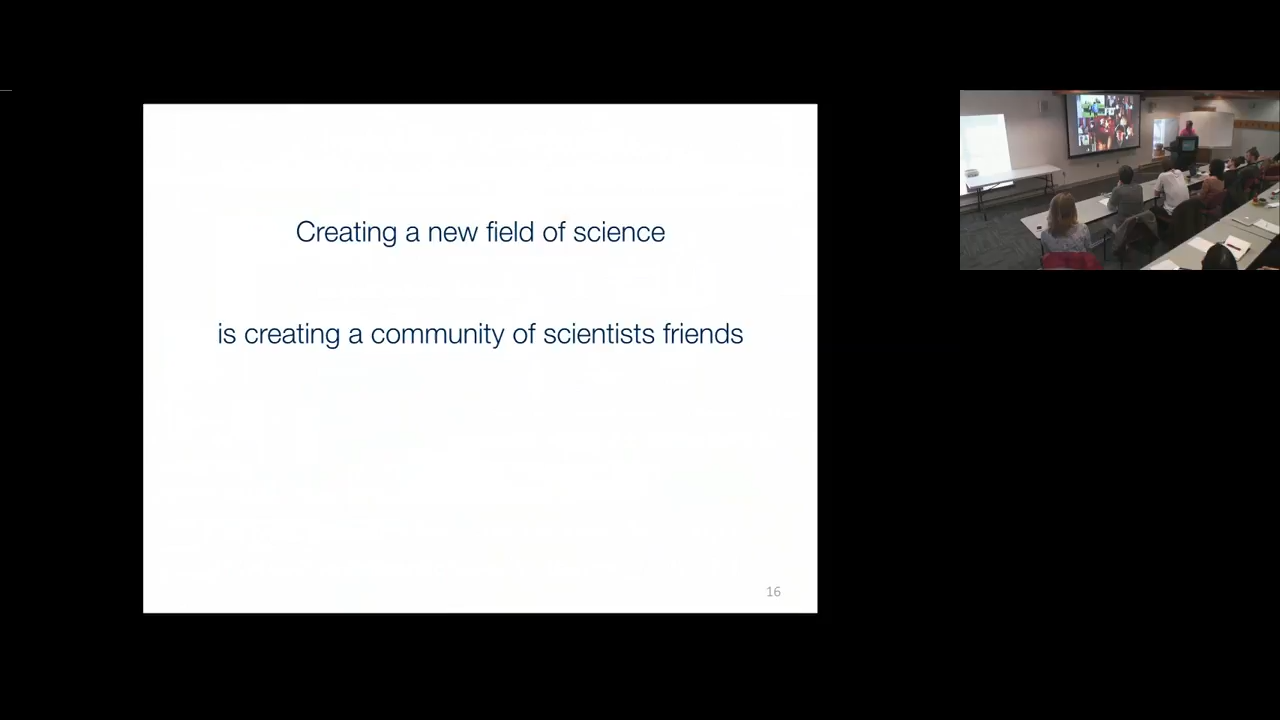 Creating a new field of science
is creating a community of scientists friends
16